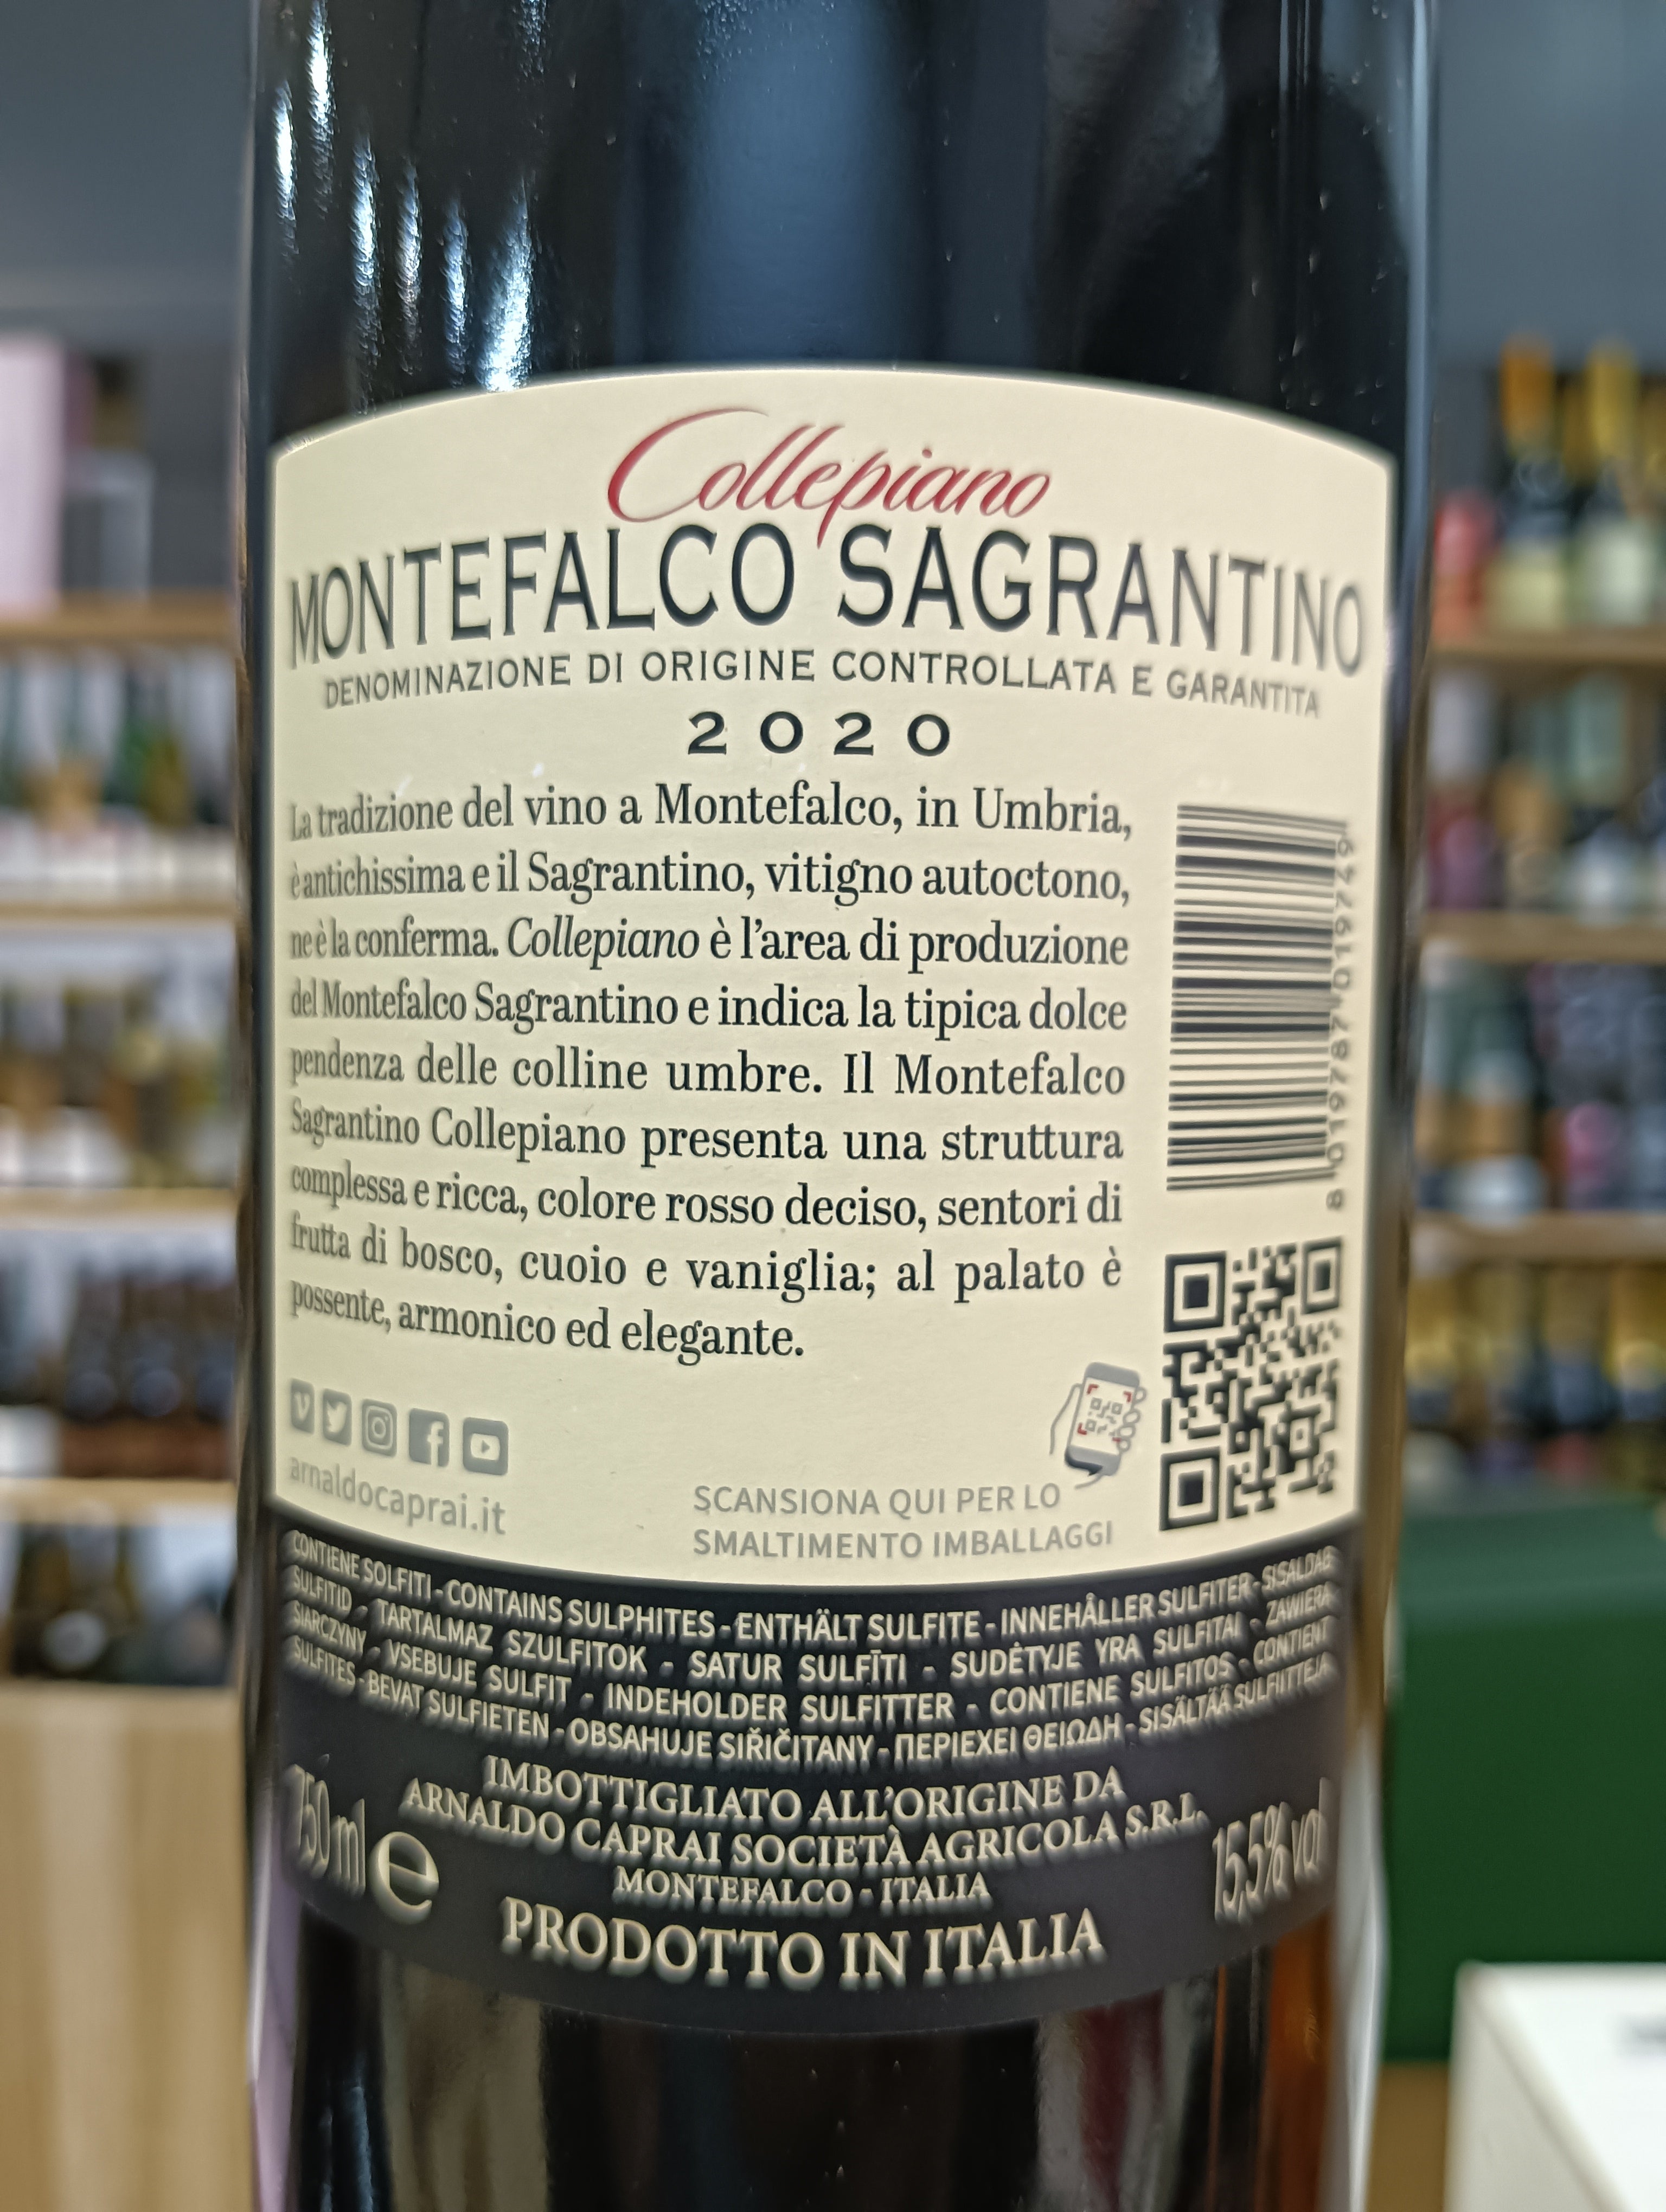 Collepiano
MONTEFALCO SAGRANTINO
DENOMINAZIONE DI ORIGINE CONTROLLATA E GARANTITA
2020
La tradizione del vino a Montefalco, in Umbria,
è antichissima e il Sagrantino, vitigno autoctono,
ne è la conferma. Collepiano è l'area di produzione
del Montefalco Sagrantino e indica la tipica dolce
pendenza delle colline umbre. Il Montefalco
Sagrantino Collepiano presenta una struttura
complessa e ricca, colore rosso deciso, sentori di
frutta di bosco, cuoio e vaniglia; al palato è
possente, armonico ed elegante.
8 019787 019749
arnaldocaprai.it
SCANSIONA QUI PER LO
SMALTIMENTO IMBALLAGGI
CONTIENE SOLFITI - CONTAINS SULPHITES - ENTHÄLT SULFITE - INNEHÅLLER SULFITER - SISALDAB
SULFITID - TARTALMAZ SZULFITOK - SATUR SULFĪTI - SUDĖTYJE YRA SULFITAI - ZAWIERA
SIARCZYNY - VSEBUJE SULFIT - INDEHOLDER SULFITTER - CONTIENE SULFITOS - CONTIENT
SULFITES - BEVAT SULFIETEN - OBSAHUJE SIŘIČITANY - ΠΕΡΙΕΧΕΙ ΘΕΙΩΔΗ - SISÄLTÄÄ SULFIITTEJA
IMBOTTIGLIATO ALL'ORIGINE DA
ARNALDO CAPRAI SOCIETÀ AGRICOLA S.R.L.
MONTEFALCO - ITALIA
PRODOTTO IN ITALIA
750 ml e
15,5% vol